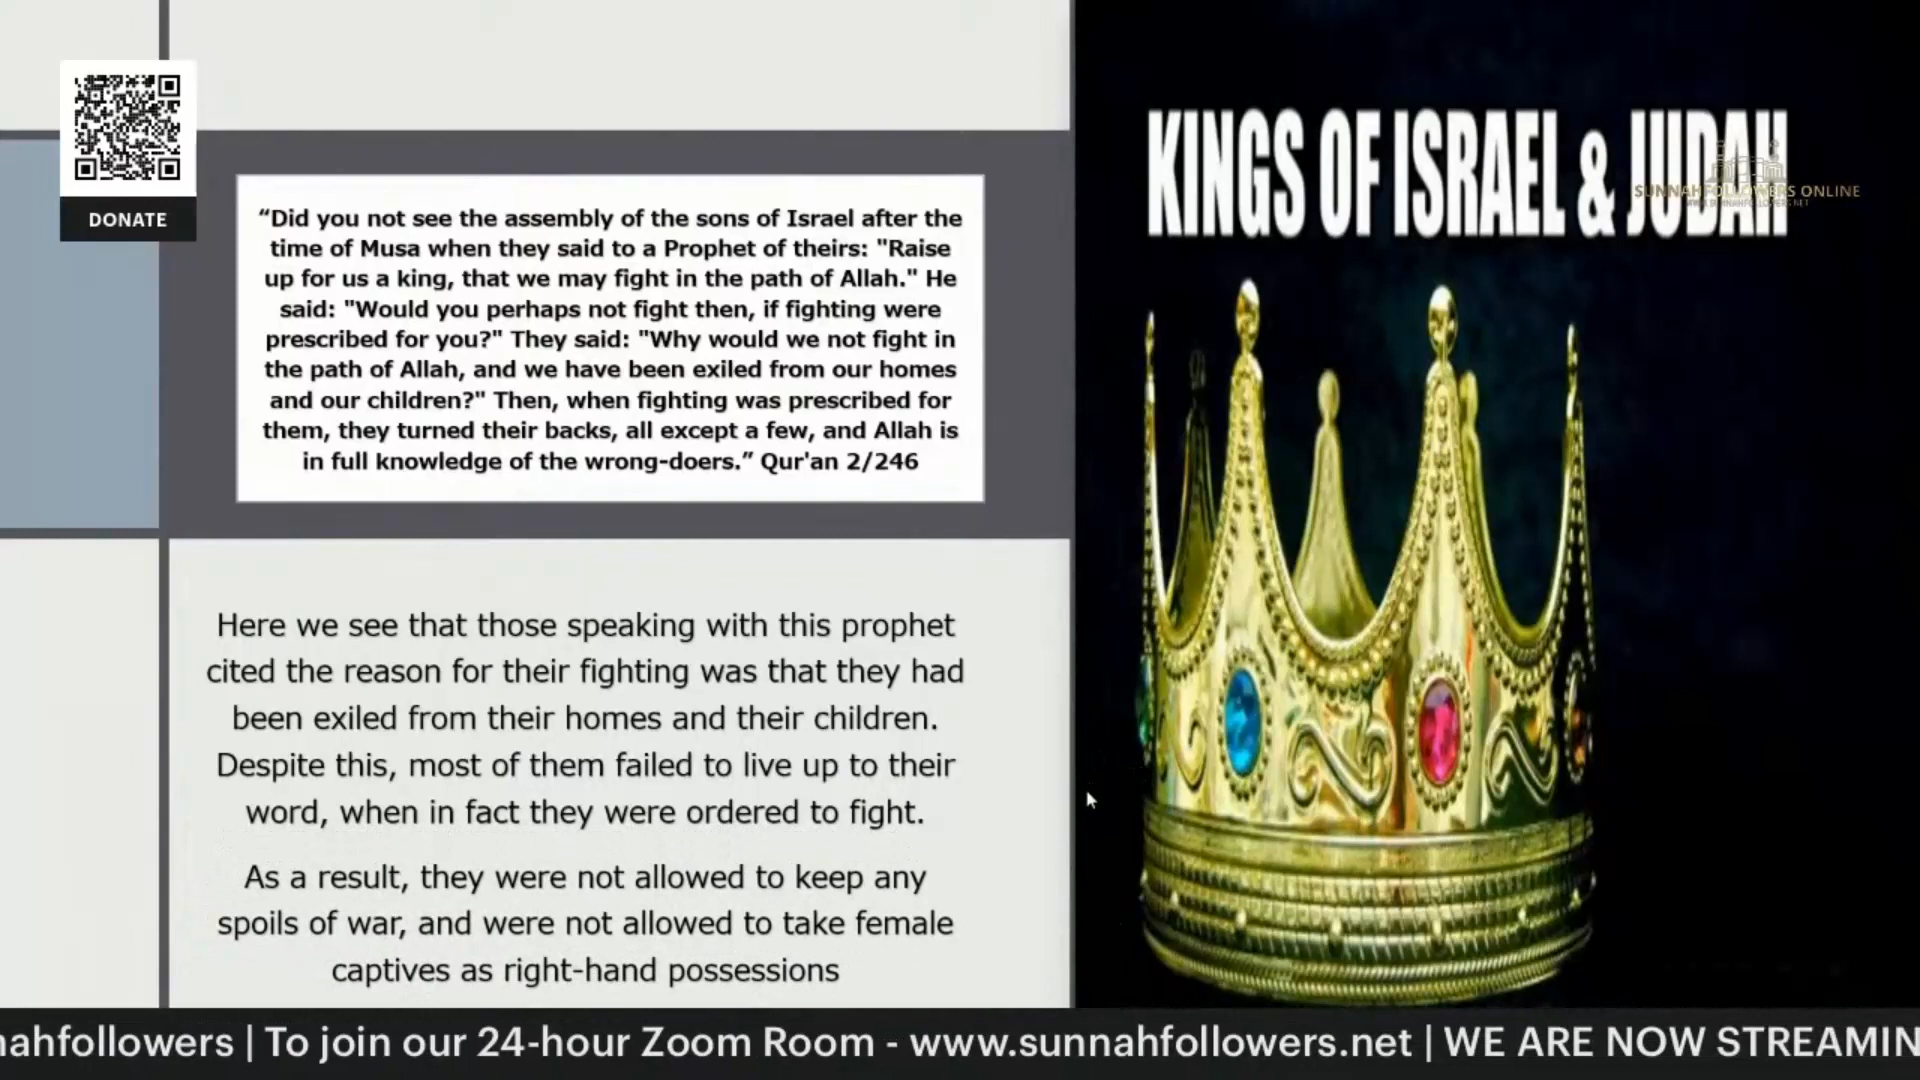 DONATE
“Did you not see the assembly of the sons of Israel after the
time of Musa when they said to a Prophet of theirs: "Raise
up for us a king, that we may fight in the path of Allah." He
said: "Would you perhaps not fight then, if fighting were
prescribed for you?" They said: "Why would we not fight in
the path of Allah, and we have been exiled from our homes
and our children?" Then, when fighting was prescribed for
them, they turned their backs, all except a few, and Allah is
in full knowledge of the wrong-doers.” Qur'an 2/246
Here we see that those speaking with this prophet
cited the reason for their fighting was that they had
been exiled from their homes and their children.
Despite this, most of them failed to live up to their
word, when in fact they were ordered to fight.
As a result, they were not allowed to keep any
spoils of war, and were not allowed to take female
captives as right-hand possessions
KINGS OF ISRAEL & JUDAH
SUNNAHFOLLOWERS ONLINE
WWW.SUNNAHFOLLOWERS.NET
nahfollowers | To join our 24-hour Zoom Room - www.sunnahfollowers.net | WE ARE NOW STREAMIN